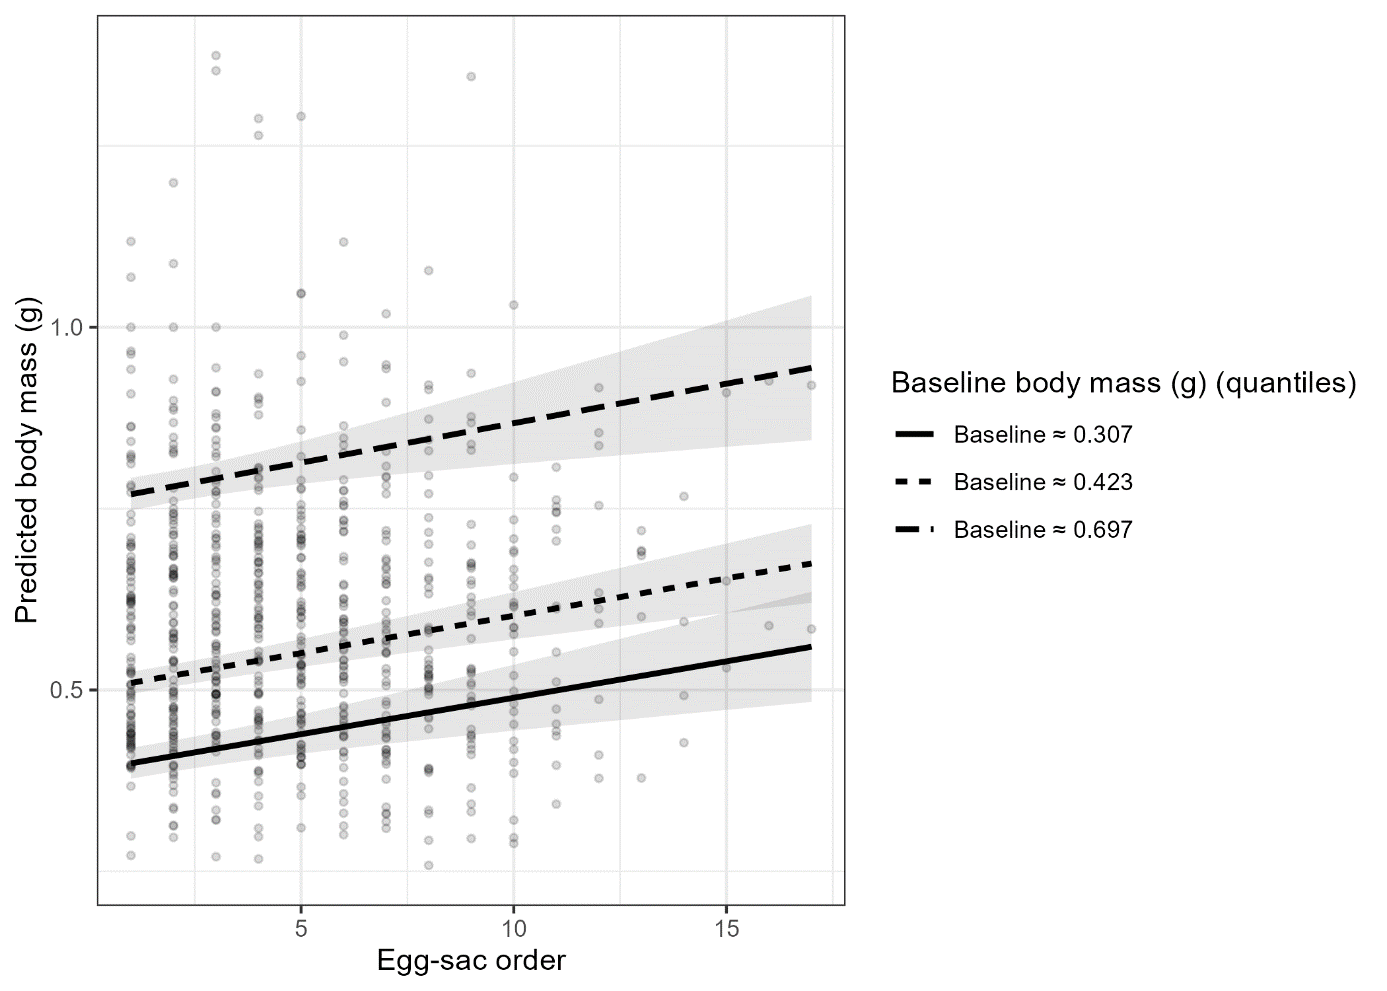 Predicted body mass (g)
1.0
0.5
5
10
15
Egg-sac order
Baseline body mass (g) (quantiles)
Baseline ≈ 0.307
Baseline ≈ 0.423
Baseline ≈ 0.697